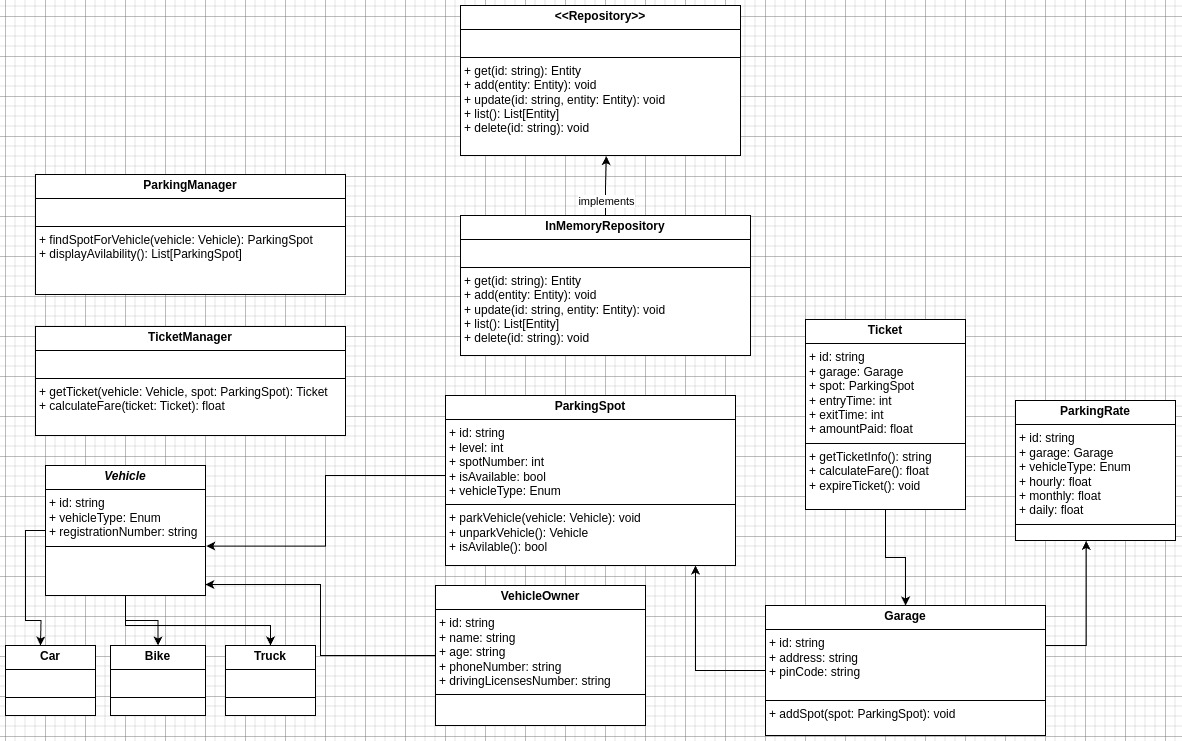 <<Repository>>
+ get(id: string): Entity
+ add(entity: Entity): void
+ update(id: string, entity: Entity): void
+ list(): List[Entity]
+ delete(id: string): void
implements
InMemoryRepository
+ get(id: string): Entity
+ add(entity: Entity): void
+ update(id: string, entity: Entity): void
+ list(): List[Entity]
+ delete(id: string): void
ParkingManager
+ findSpotForVehicle(vehicle: Vehicle): ParkingSpot
+ displayAvilability(): List[ParkingSpot]
TicketManager
+ getTicket(vehicle: Vehicle, spot: ParkingSpot): Ticket
+ calculateFare(ticket: Ticket): float
Ticket
+ id: string
+ garage: Garage
+ spot: ParkingSpot
+ entryTime: int
+ exitTime: int
+ amountPaid: float
+ getTicketInfo(): string
+ calculateFare(): float
+ expireTicket(): void
ParkingRate
+ id: string
+ garage: Garage
+ vehicleType: Enum
+ hourly: float
+ monthly: float
+ daily: float
ParkingSpot
+ id: string
+ level: int
+ spotNumber: int
+ isAvailable: bool
+ vehicleType: Enum
+ parkVehicle(vehicle: Vehicle): void
+ unparkVehicle(): Vehicle
+ isAvilable(): bool
Vehicle
+ id: string
+ vehicleType: Enum
+ registrationNumber: string
Car
Bike
Truck
VehicleOwner
+ id: string
+ name: string
+ age: string
+ phoneNumber: string
+ drivingLicensesNumber: string
Garage
+ id: string
+ address: string
+ pinCode: string
+ addSpot(spot: ParkingSpot): void